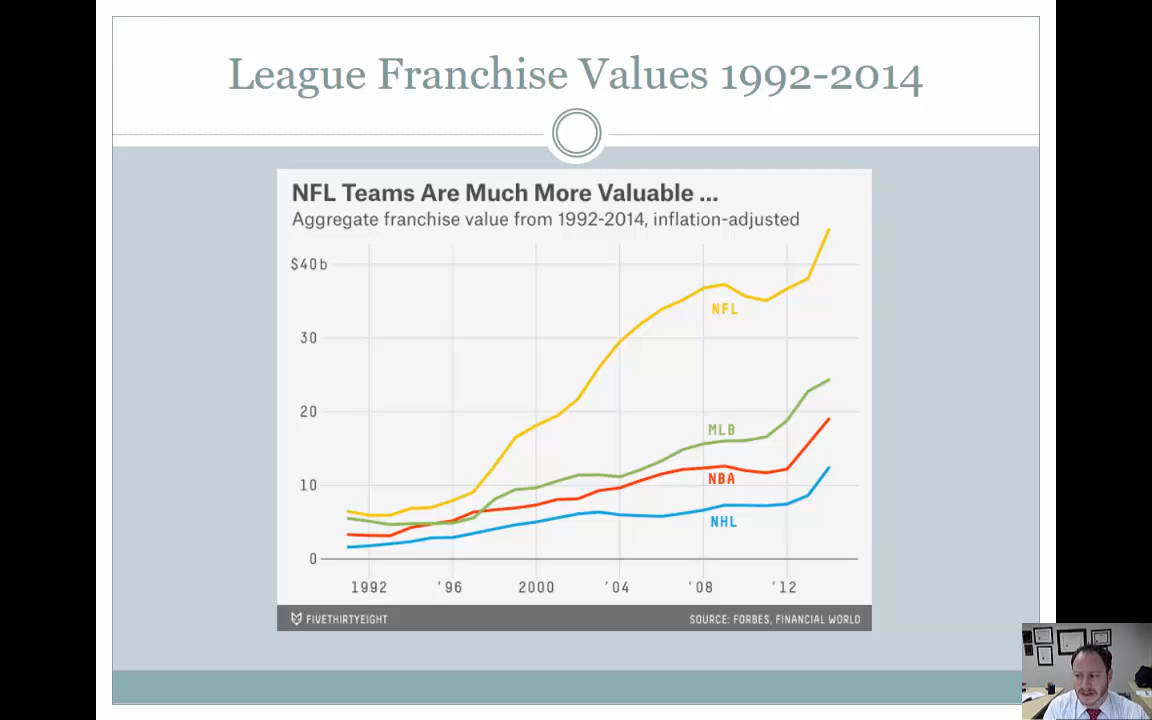 League Franchise Values 1992-2014
NFL Teams Are Much More Valuable ...
Aggregate franchise value from 1992-2014, inflation-adjusted
$40b
NFL
30
20
MLB
NBA
10
NHL
0
1992 '96 2000 '04 '08 '12
FIVETHIRTYEIGHT SOURCE: FORBES, FINANCIAL WORLD